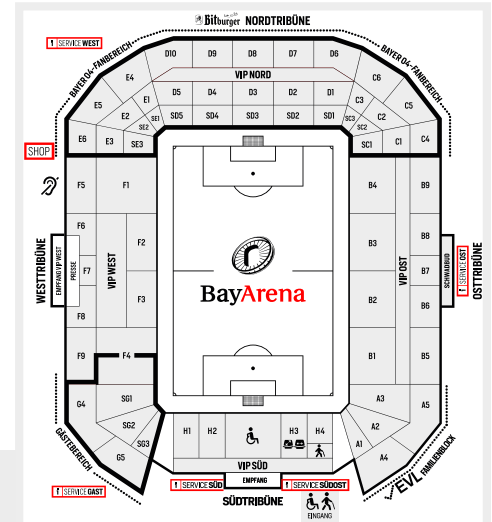 Bitburger NORDTRIBÜNE
SERVICE WEST
BAYER 04-FANBEREICH
BAYER 04-FANBEREICH
D10 D9 D8 D7 D6
VIP NORD
E4 C6
E5 E1 D5 D4 D3 D2 D1 C3 C5
E2 SE1 SD5 SD4 SD3 SD2 SD1 SC3 C2
SE2 SC2
E6 E3 SE3 SC1 C1 C4
SHOP
F5 F1 B4 B9
F6 F2 B3 B8
WESTTRIBÜNE
EMPFANG VIP WEST
PRESSE
F7
VIP WEST
VIP OST
B7
SCHWADBUD
SERVICE OST
OSTTRIBÜNE
BayArena
F8 F3 B2 B6
F9 F4 B1 B5
G4 SG1 A3 A5
SG2 A2
G5 SG3 H1 H2 H3 H4 A1 A4
GÄSTEBEREICH
EVL FAMILIENBLOCK
VIP SÜD
SERVICE GAST
SERVICE SÜD
EMPFANG
SERVICE SÜDOST
SÜDTRIBÜNE
EINGANG